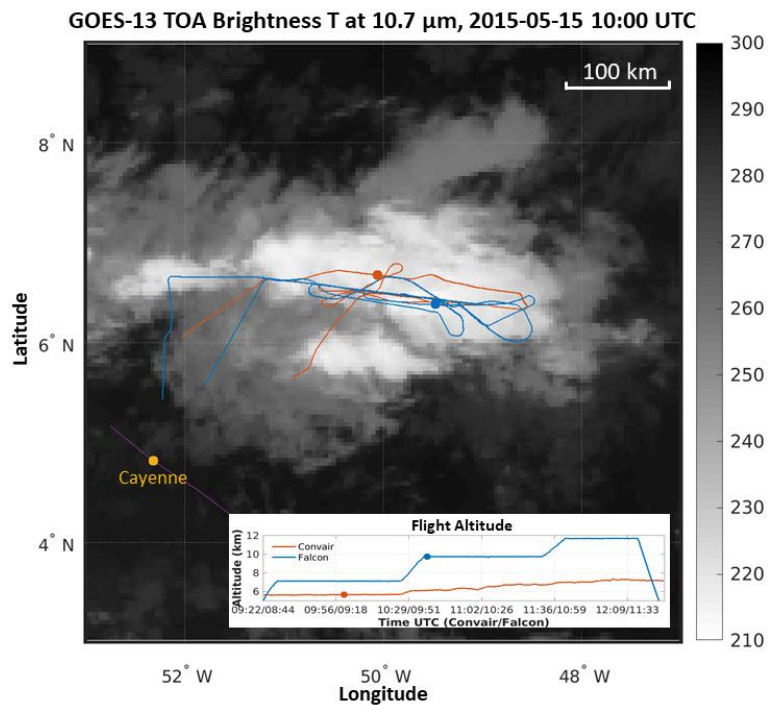 GOES-13 TOA Brightness T at 10.7 µm, 2015-05-15 10:00 UTC
100 km
300
290
280
270
260
250
240
230
220
210
8° N
6° N
4° N
Latitude
Cayenne
Flight Altitude
Convair
Falcon
Altitude (km)
12
10
8
6
09:22/08:44 09:56/09:18 10:29/09:51 11:02/10:26 11:36/10:59 12:09/11:33
Time UTC (Convair/Falcon)
52° W 50° W 48° W
Longitude